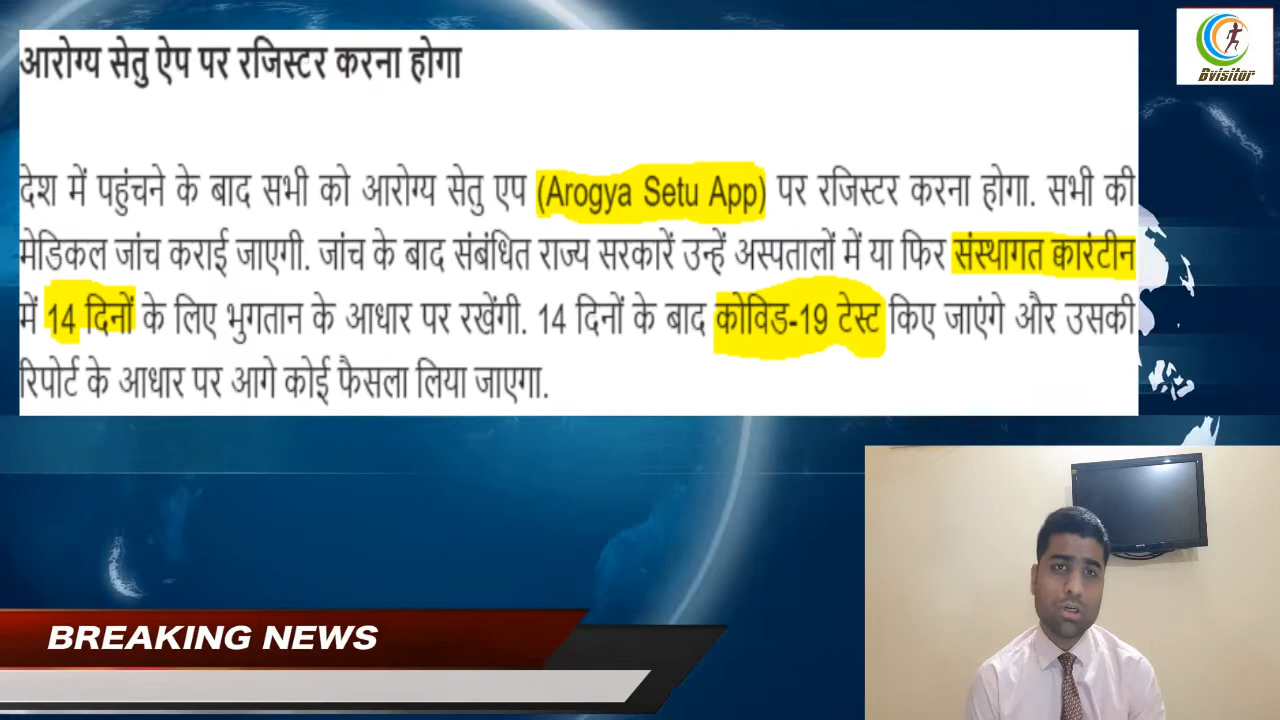 आरोग्य सेतु ऐप पर रजिस्टर करना होगा
देश में पहुंचने के बाद सभी को आरोग्य सेतु एप (Arogya Setu App) पर रजिस्टर करना होगा. सभी की
मेडिकल जांच कराई जाएगी. जांच के बाद संबंधित राज्य सरकारें उन्हें अस्पतालों में या फिर संस्थागत क्वारंटीन
में 14 दिनों के लिए भुगतान के आधार पर रखेंगी. 14 दिनों के बाद कोविड-19 टेस्ट किए जाएंगे और उसकी
रिपोर्ट के आधार पर आगे कोई फैसला लिया जाएगा.
Bvisitor
BREAKING NEWS